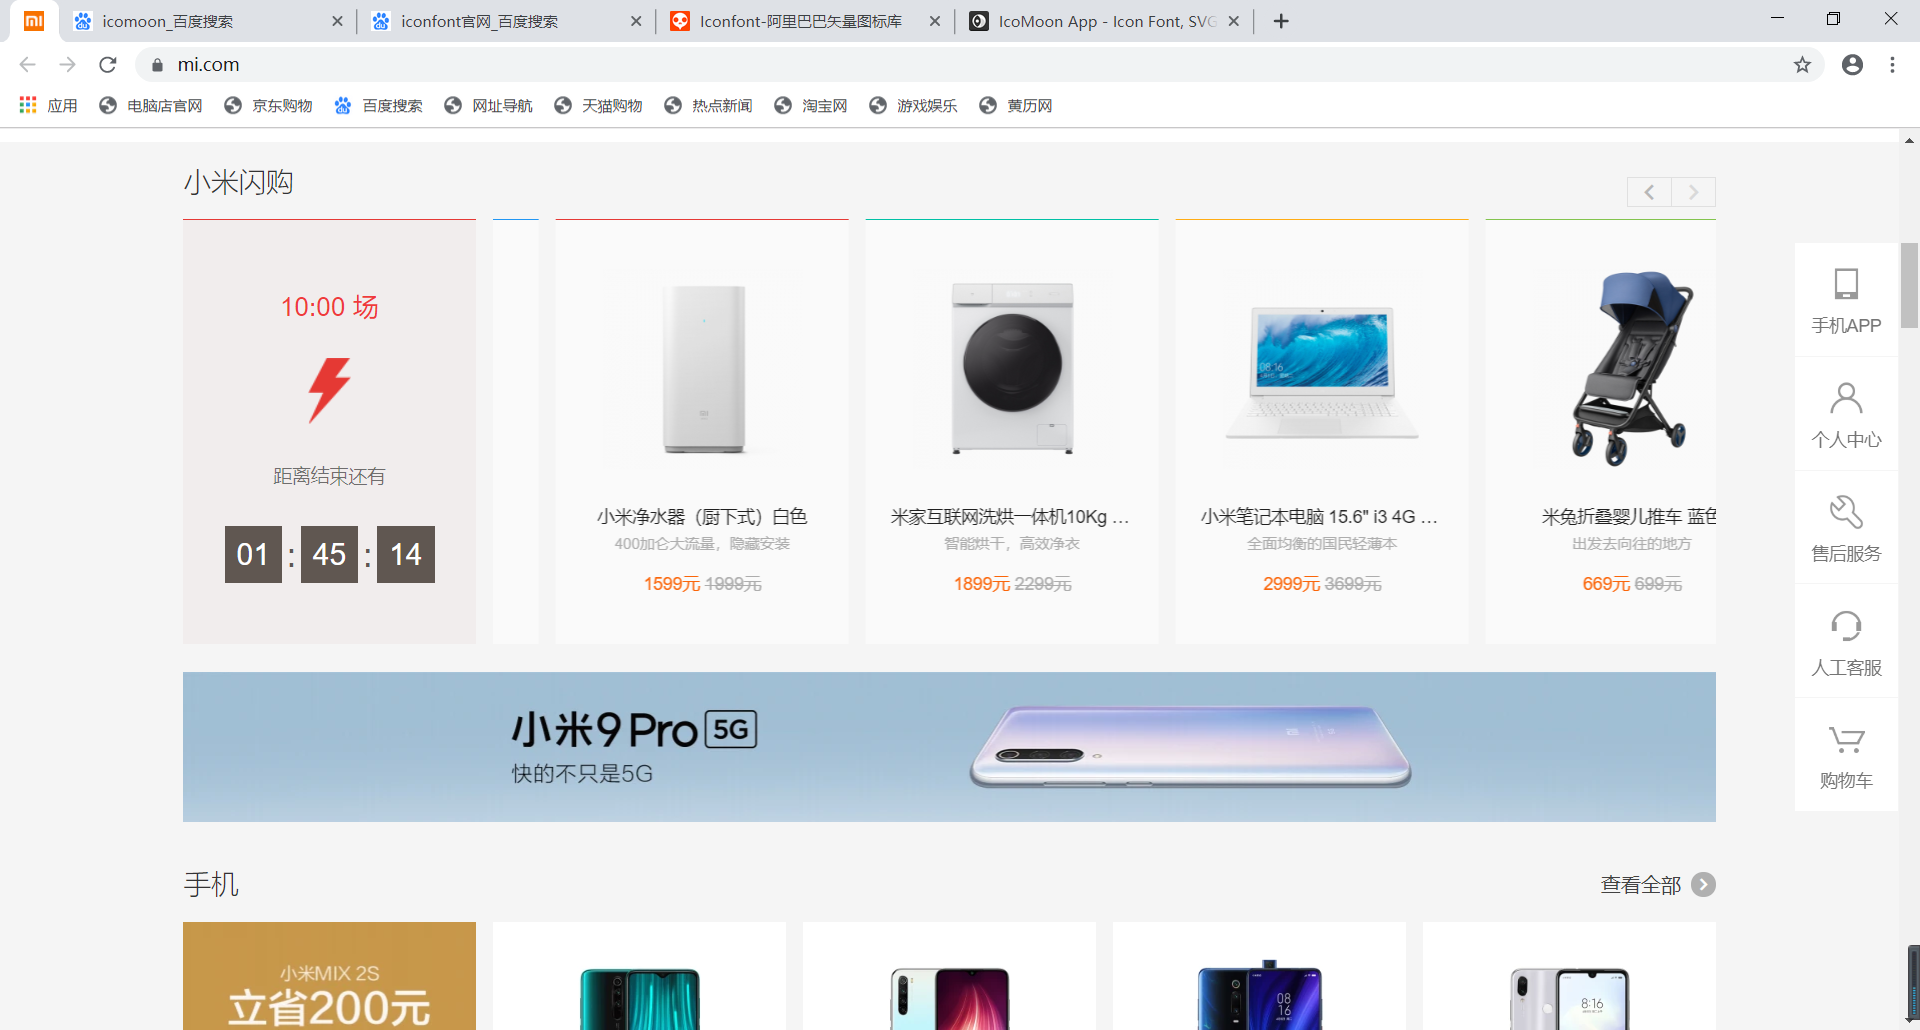 icomoon_百度搜索
iconfont官网_百度搜索
Iconfont-阿里巴巴矢量图标库
IcoMoon App - Icon Font, SVG
mi.com
应用
电脑店官网
京东购物
百度搜索
网址导航
天猫购物
热点新闻
淘宝网
游戏娱乐
黄历网
小米闪购
10:00 场
距离结束还有
01 : 45 : 14
小米净水器（厨下式）白色
400加仑大流量，隐藏安装
1599元 1999元
米家互联网洗烘一体机10Kg ...
智能烘干，高效净衣
1899元 2299元
小米笔记本电脑 15.6" i3 4G ...
全面均衡的国民轻薄本
2999元 3699元
米兔折叠婴儿推车 蓝色
出发去向往的地方
669元 699元
手机APP
个人中心
售后服务
人工客服
购物车
小米9 Pro 5G
快的不只是5G
手机
查看全部
小米MIX 2S
立省200元
08
16
8:16